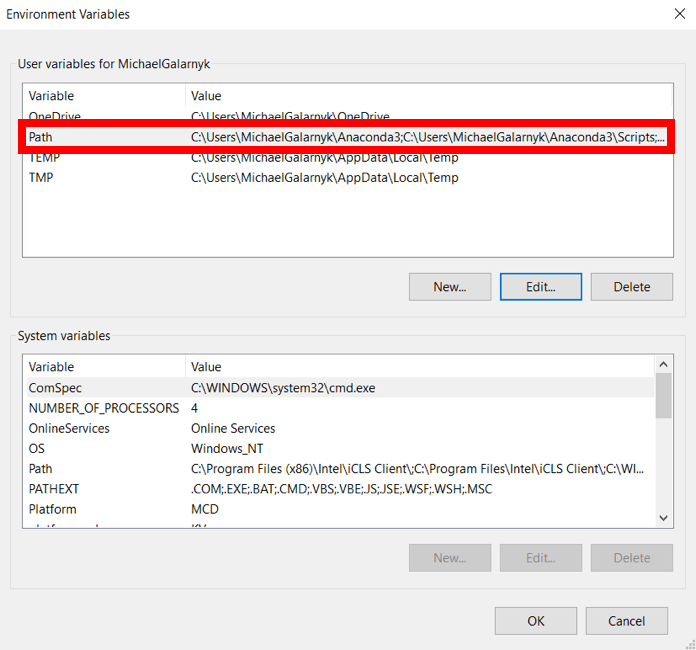 Environment Variables
User variables for MichaelGalarnyk
Variable Value
OneDrive C:\Users\MichaelGalarnyk\OneDrive
Path C:\Users\MichaelGalarnyk\Anaconda3;C:\Users\MichaelGalarnyk\Anaconda3\Scripts;...
TEMP C:\Users\MichaelGalarnyk\AppData\Local\Temp
TMP C:\Users\MichaelGalarnyk\AppData\Local\Temp
New... Edit... Delete
System variables
Variable Value
ComSpec C:\WINDOWS\system32\cmd.exe
NUMBER_OF_PROCESSORS 4
OnlineServices Online Services
OS Windows_NT
Path C:\Program Files (x86)\Intel\iCLS Client\;C:\Program Files\Intel\iCLS Client\;C:\WI...
PATHEXT .COM;.EXE;.BAT;.CMD;.VBS;.VBE;.JS;.JSE;.WSF;.WSH;.MSC
Platform MCD
New... Edit... Delete
OK Cancel